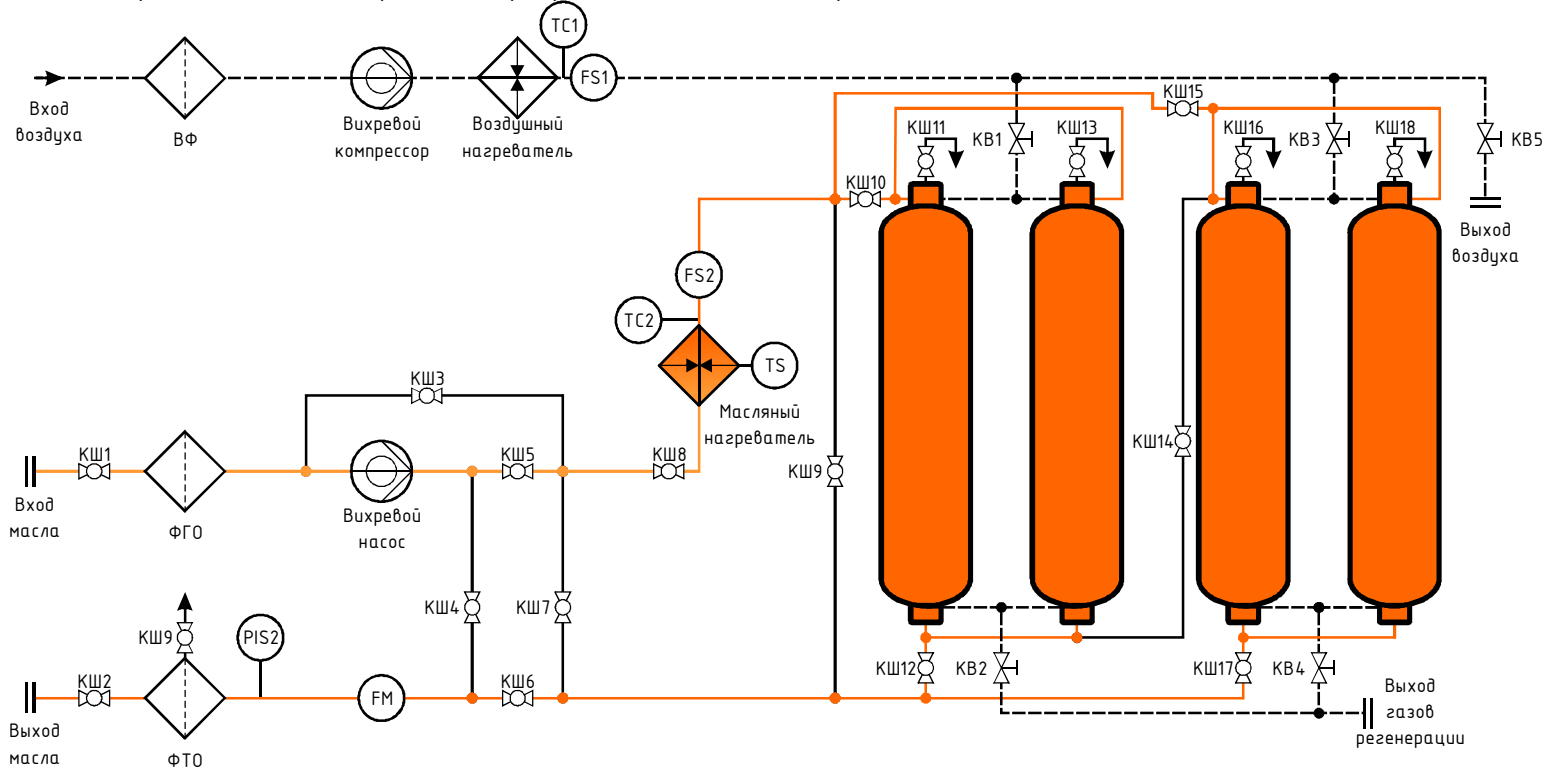 TC1
FS1
Вход
воздуха
ВФ
Вихревой
компрессор
Воздушный
нагреватель
КШ15
КШ11
КВ1
КШ13
КШ16
КВ3
КШ18
КВ5
КШ10
Выход
воздуха
FS2
TC2
TS
Масляный
нагреватель
КШ3
КШ1
КШ5
КШ8
КШ9
КШ14
Вход
масла
ФГО
Вихревой
насос
КШ4
КШ7
КШ9
PIS2
КШ2
FM
КШ6
КШ12
КВ2
КШ17
КВ4
Выход
масла
ФТО
Выход
газов
регенерации